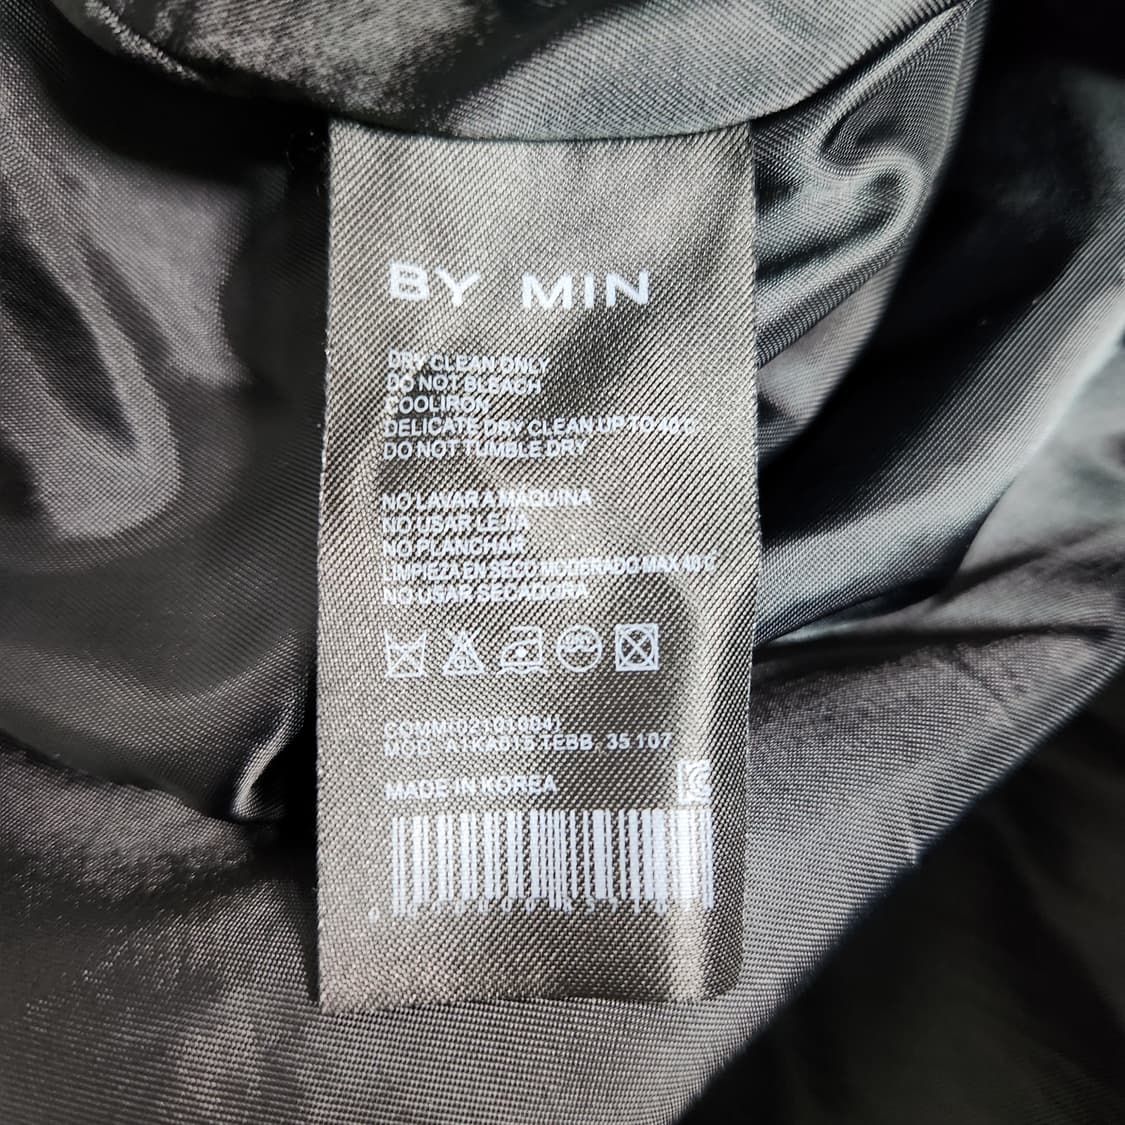 BY MIN
DRY CLEAN ONLY
DO NOT BLEACH
COOLIRON
DELICATE DRY CLEAN UP TO 40°C
DO NOT TUMBLE DRY
NO LAVAR A MAQUINA
NO USAR LEJIA
NO PLANCHAR
LIMPIEZA EN SECO MODERADO MAX 40°C
NO USAR SECADORA
35 107
MADE IN KOREA